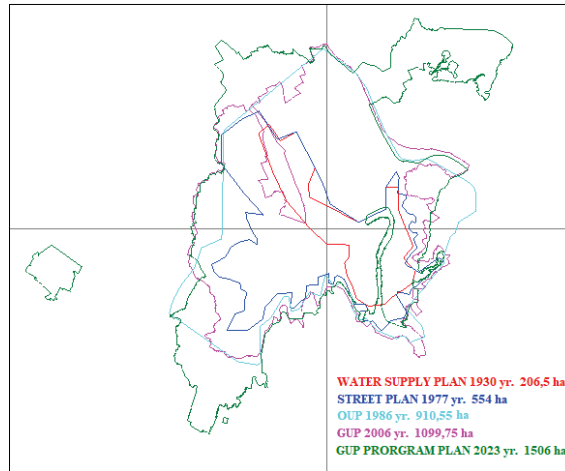 WATER SUPPLY PLAN 1930 yr. 206,5 ha
STREET PLAN 1977 yr. 554 ha
OUP 1986 yr. 910,55 ha
GUP 2006 yr. 1099,75 ha
GUP PRORGRAM PLAN 2023 yr. 1506 ha